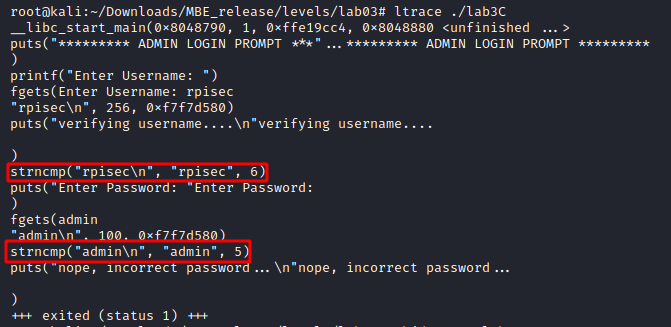 root@kali:~/Downloads/MBE_release/levels/lab03# ltrace ./lab3C
__libc_start_main(0×8048790, 1, 0×ffe19cc4, 0×8048880 <unfinished ...>
puts("********* ADMIN LOGIN PROMPT ***"...********* ADMIN LOGIN PROMPT *********
)
printf("Enter Username: ")
fgets(Enter Username: rpisec
"rpisec\n", 256, 0×f7f7d580)
puts("verifying username....\n"verifying username....
)
strncmp("rpisec\n", "rpisec", 6)
puts("Enter Password: "Enter Password:
)
fgets(admin
"admin\n", 100, 0×f7f7d580)
strncmp("admin\n", "admin", 5)
puts("nope, incorrect password...\n"nope, incorrect password...
)
+++ exited (status 1) +++